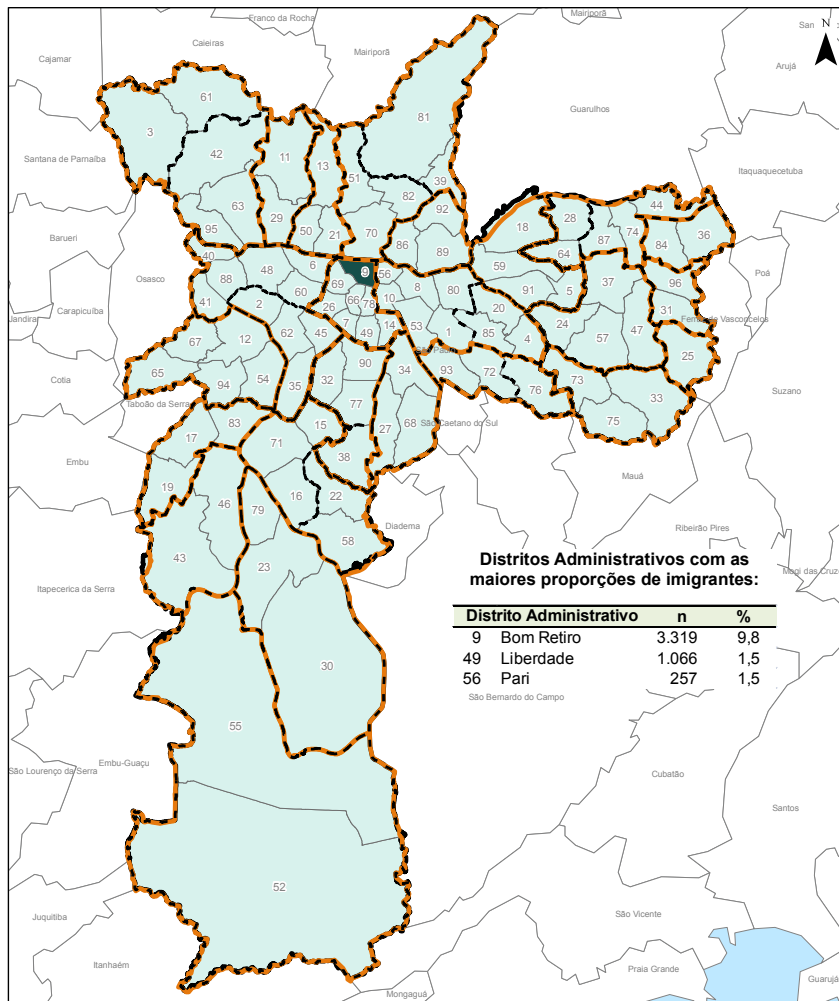 Franco da Rocha
Mairiporã
N
Cajamar
Caieiras
Mairiporã
Arujá
61
81
Guarulhos
3
Santana de Parnaíba
42
11
13
51
Itaquaquecetuba
39
82
92
44
63
29
50
21
70
86
18
28
87
74
84
36
95
Barueri
89
64
40
Osasco
48
6
9
56
59
37
96
Poá
88
69
8
80
91
5
41
2
60
26
66
78
10
20
31
Jandira
Carapicuíba
7
49
14
53
1
85
4
24
57
47
67
12
62
45
25
90
34
93
72
73
65
Cotia
94
54
35
32
76
33
Suzano
Taboão da Serra
77
27
68
São Caetano do Sul
75
17
83
71
15
38
Embu
Mauá
19
46
79
16
22
Diadema
Ribeirão Pires
43
23
58
Itapecerica da Serra
Distritos Administrativos com as
maiores proporções de imigrantes:
Distrito Administrativo n %
9 Bom Retiro 3.319 9,8
49 Liberdade 1.066 1,5
56 Pari 257 1,5
30
São Bernardo do Campo
55
São Lourenço da Serra
Embu-Guaçu
Cubatão
Santos
52
Juquitiba
São Vicente
Itanhaém
Praia Grande
Guarujá
Mongaguá